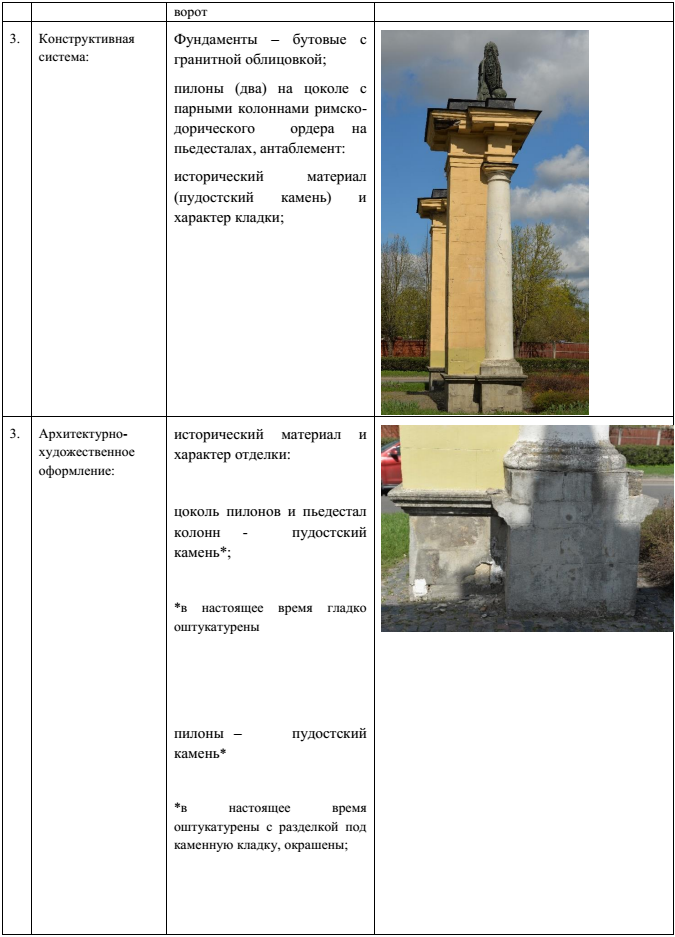 ворот
3.
Конструктивная
система:
Фундаменты – бутовые с
гранитной облицовкой;
пилоны (два) на цоколе с
парными колоннами римско-
дорического ордера на
пьедесталах, антаблемент:
исторический материал
(пудостский камень) и
характер кладки;
3.
Архитектурно-
художественное
оформление:
исторический материал и
характер отделки:
цоколь пилонов и пьедестал
колонн - пудостский
камень*;
*в настоящее время гладко
оштукатурены
пилоны – пудостский
камень*
*в настоящее время
оштукатурены с разделкой под
каменную кладку, окрашены;